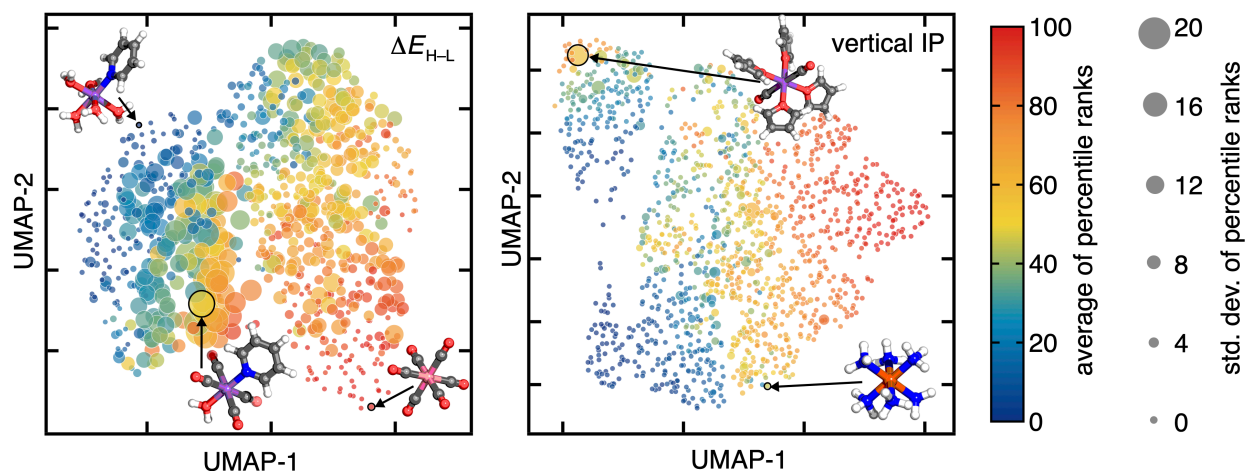 ΔE_H–L
UMAP-2
UMAP-1
vertical IP
UMAP-2
UMAP-1
100
80
60
40
20
0
average of percentile ranks
20
16
12
8
4
0
std. dev. of percentile ranks